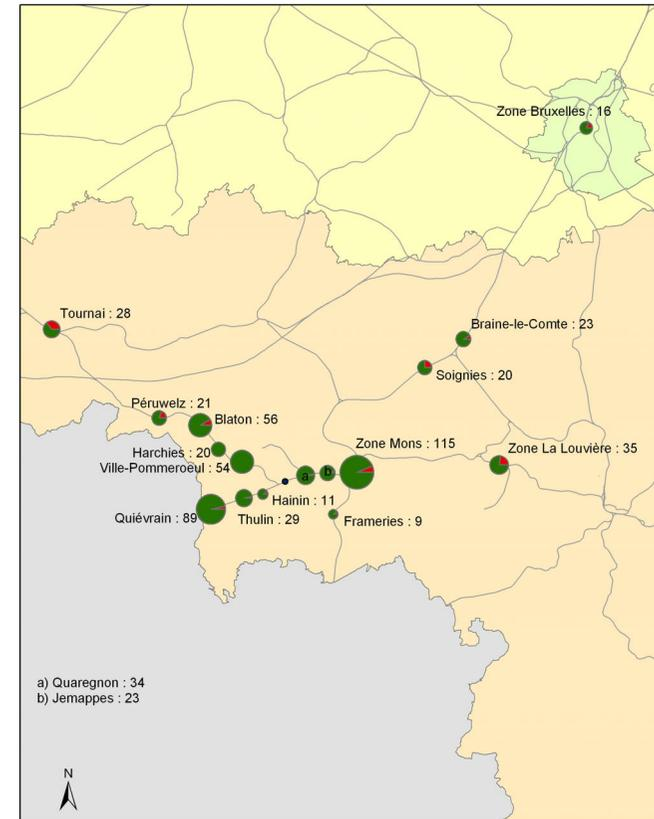 Zone Bruxelles : 16
Tournai : 28
Braine-le-Comte : 23
Soignies : 20
Péruwelz : 21
Blaton : 56
Zone Mons : 115
Zone La Louvière : 35
Harchies : 20
Ville-Pommeroeul : 54
a
b
Hainin : 11
Quiévrain : 89
Thulin : 29
Frameries : 9
a) Quaregnon : 34
b) Jemappes : 23
N